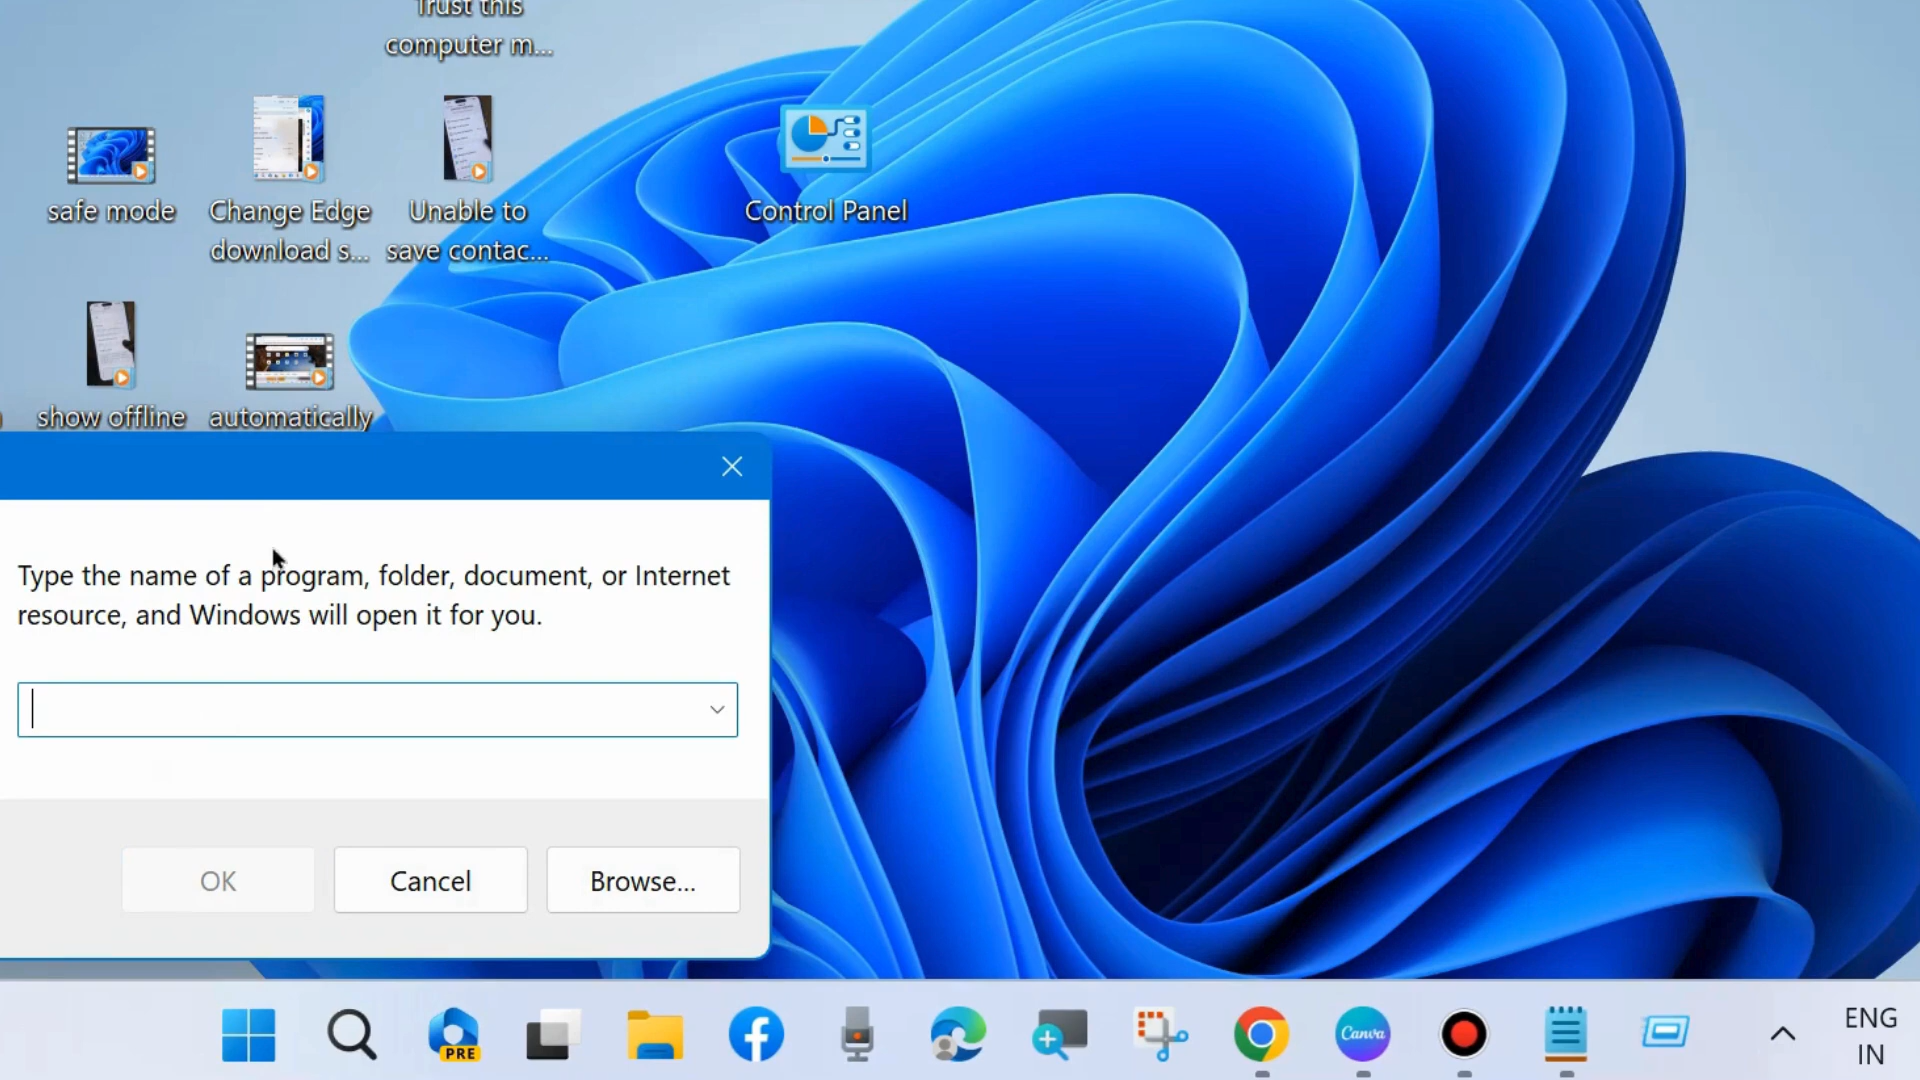 Trust this
computer m...
safe mode
Change Edge
download s...
Unable to
save contac...
Control Panel
show offline
automatically
Type the name of a program, folder, document, or Internet
resource, and Windows will open it for you.
OK
Cancel
Browse...
PRE
Canva
ENG
IN